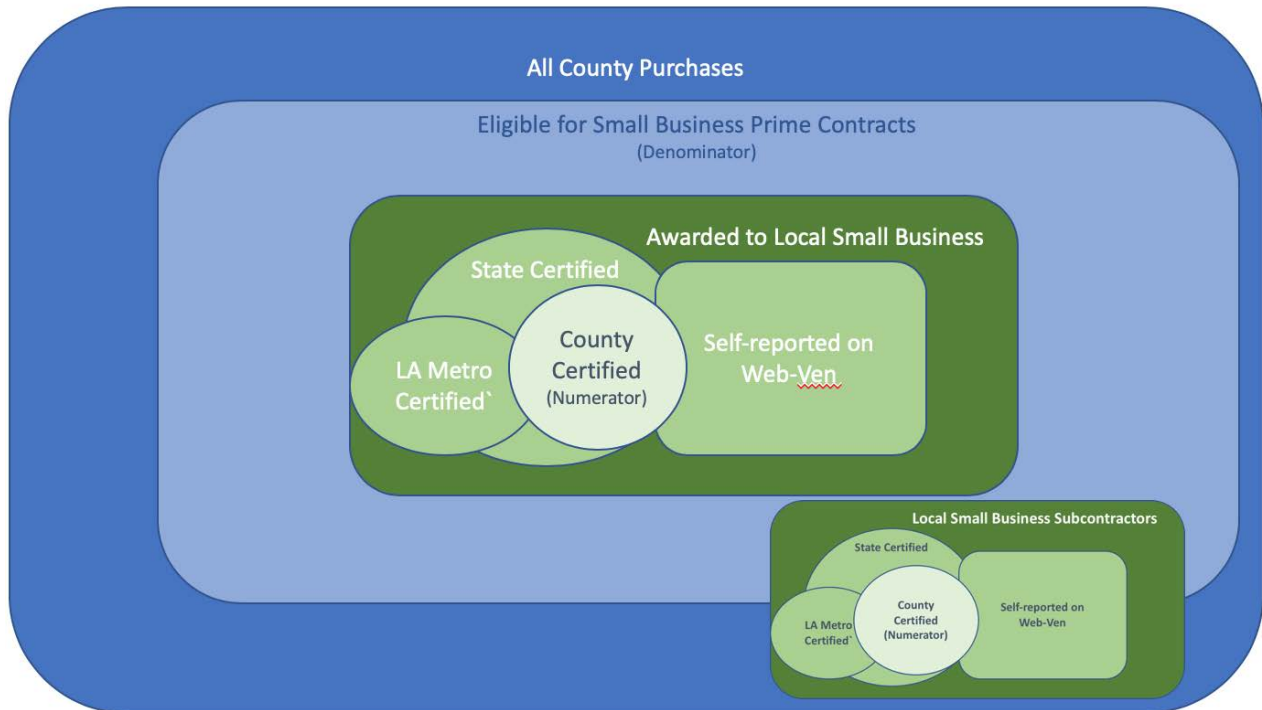 All County Purchases
Eligible for Small Business Prime Contracts
(Denominator)
Awarded to Local Small Business
State Certified
County
Certified
(Numerator)
LA Metro
Certified`
Self-reported on
Web-Ven
Local Small Business Subcontractors
State Certified
County
Certified
(Numerator)
LA Metro
Certified`
Self-reported on
Web-Ven